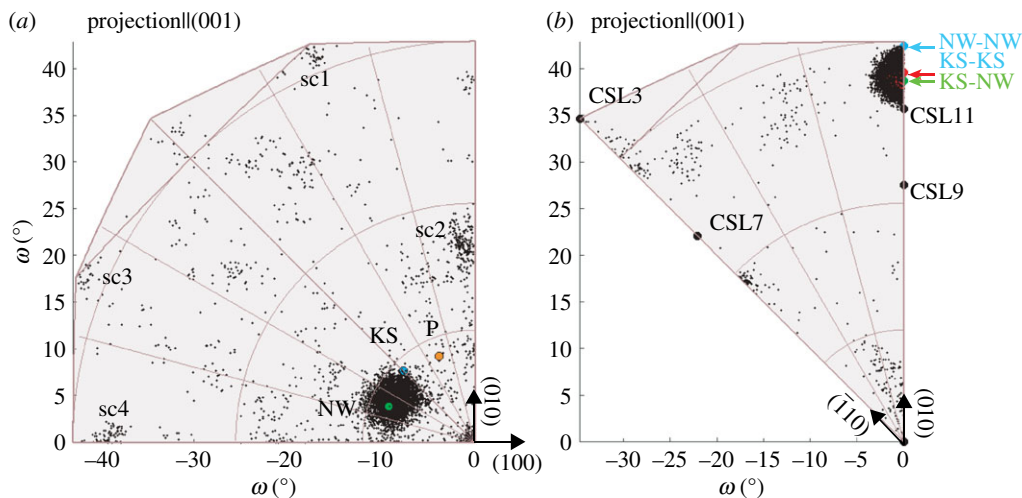 (a) projection||(001)
40
35
30
25
20
15
10
5
0
ω(°)
sc1
sc2
sc3
sc4
KS
P
NW
(010)
(100)
−40
−30
−20
−10
0
ω(°)
(b) projection||(001)
40
35
30
25
20
15
10
5
0
NW-NW
KS-KS
KS-NW
CSL3
CSL11
CSL9
CSL7
(1̄10)
(010)
−30
−25
−20
−15
−10
−5
0
ω(°)